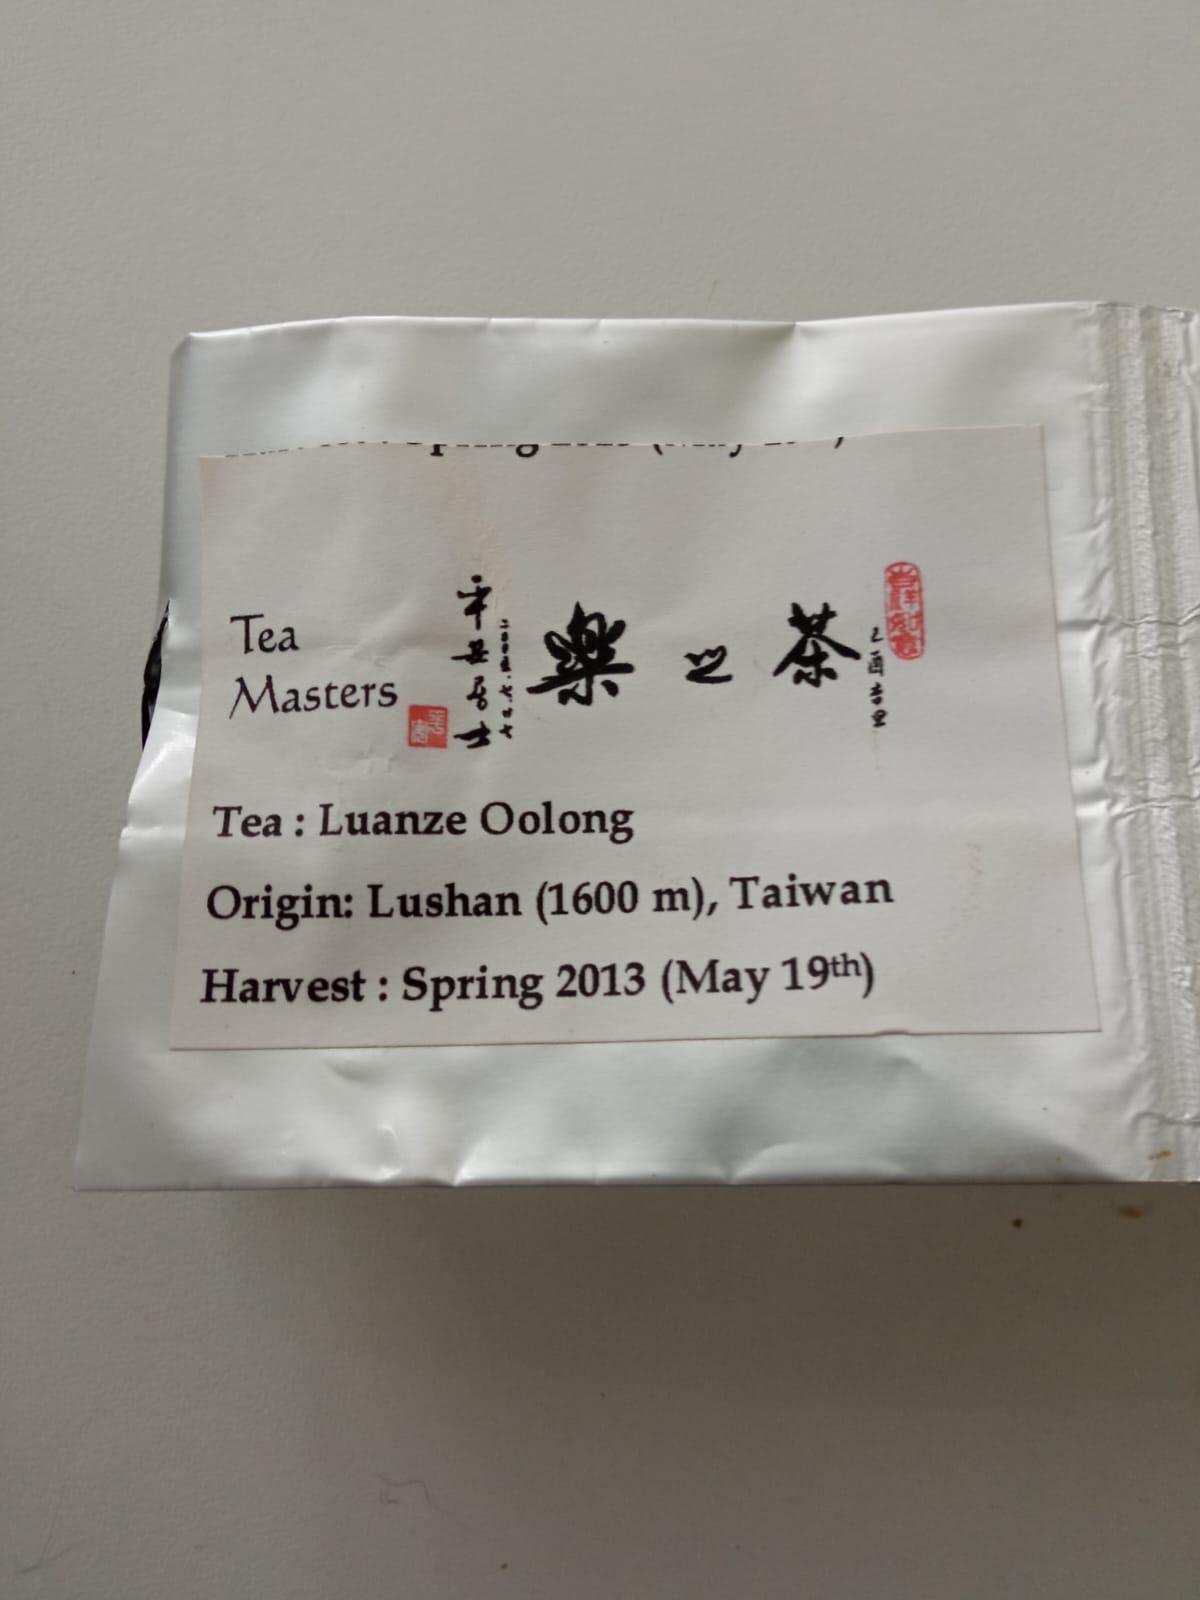 Tea
Masters
茶之樂
Tea : Luanze Oolong
Origin: Lushan (1600 m), Taiwan
Harvest : Spring 2013 (May 19th)